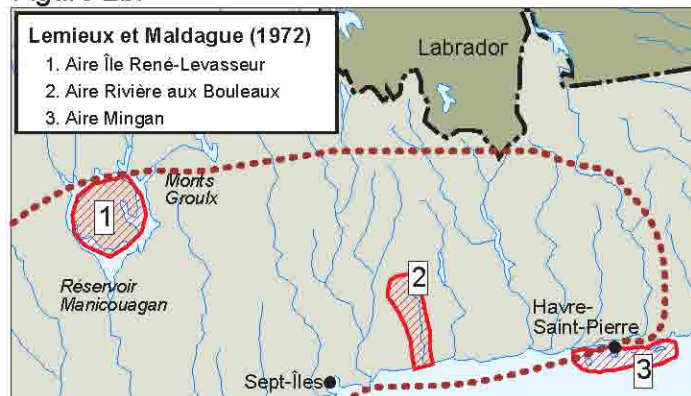 Lemieux et Maldague (1972)
1. Aire Île René-Levasseur
2. Aire Rivière aux Bouleaux
3. Aire Mingan
Labrador
Monts
Groulx
1
Réservoir
Manicouagan
2
Havre-
Saint-Pierre
Sept-Îles
3